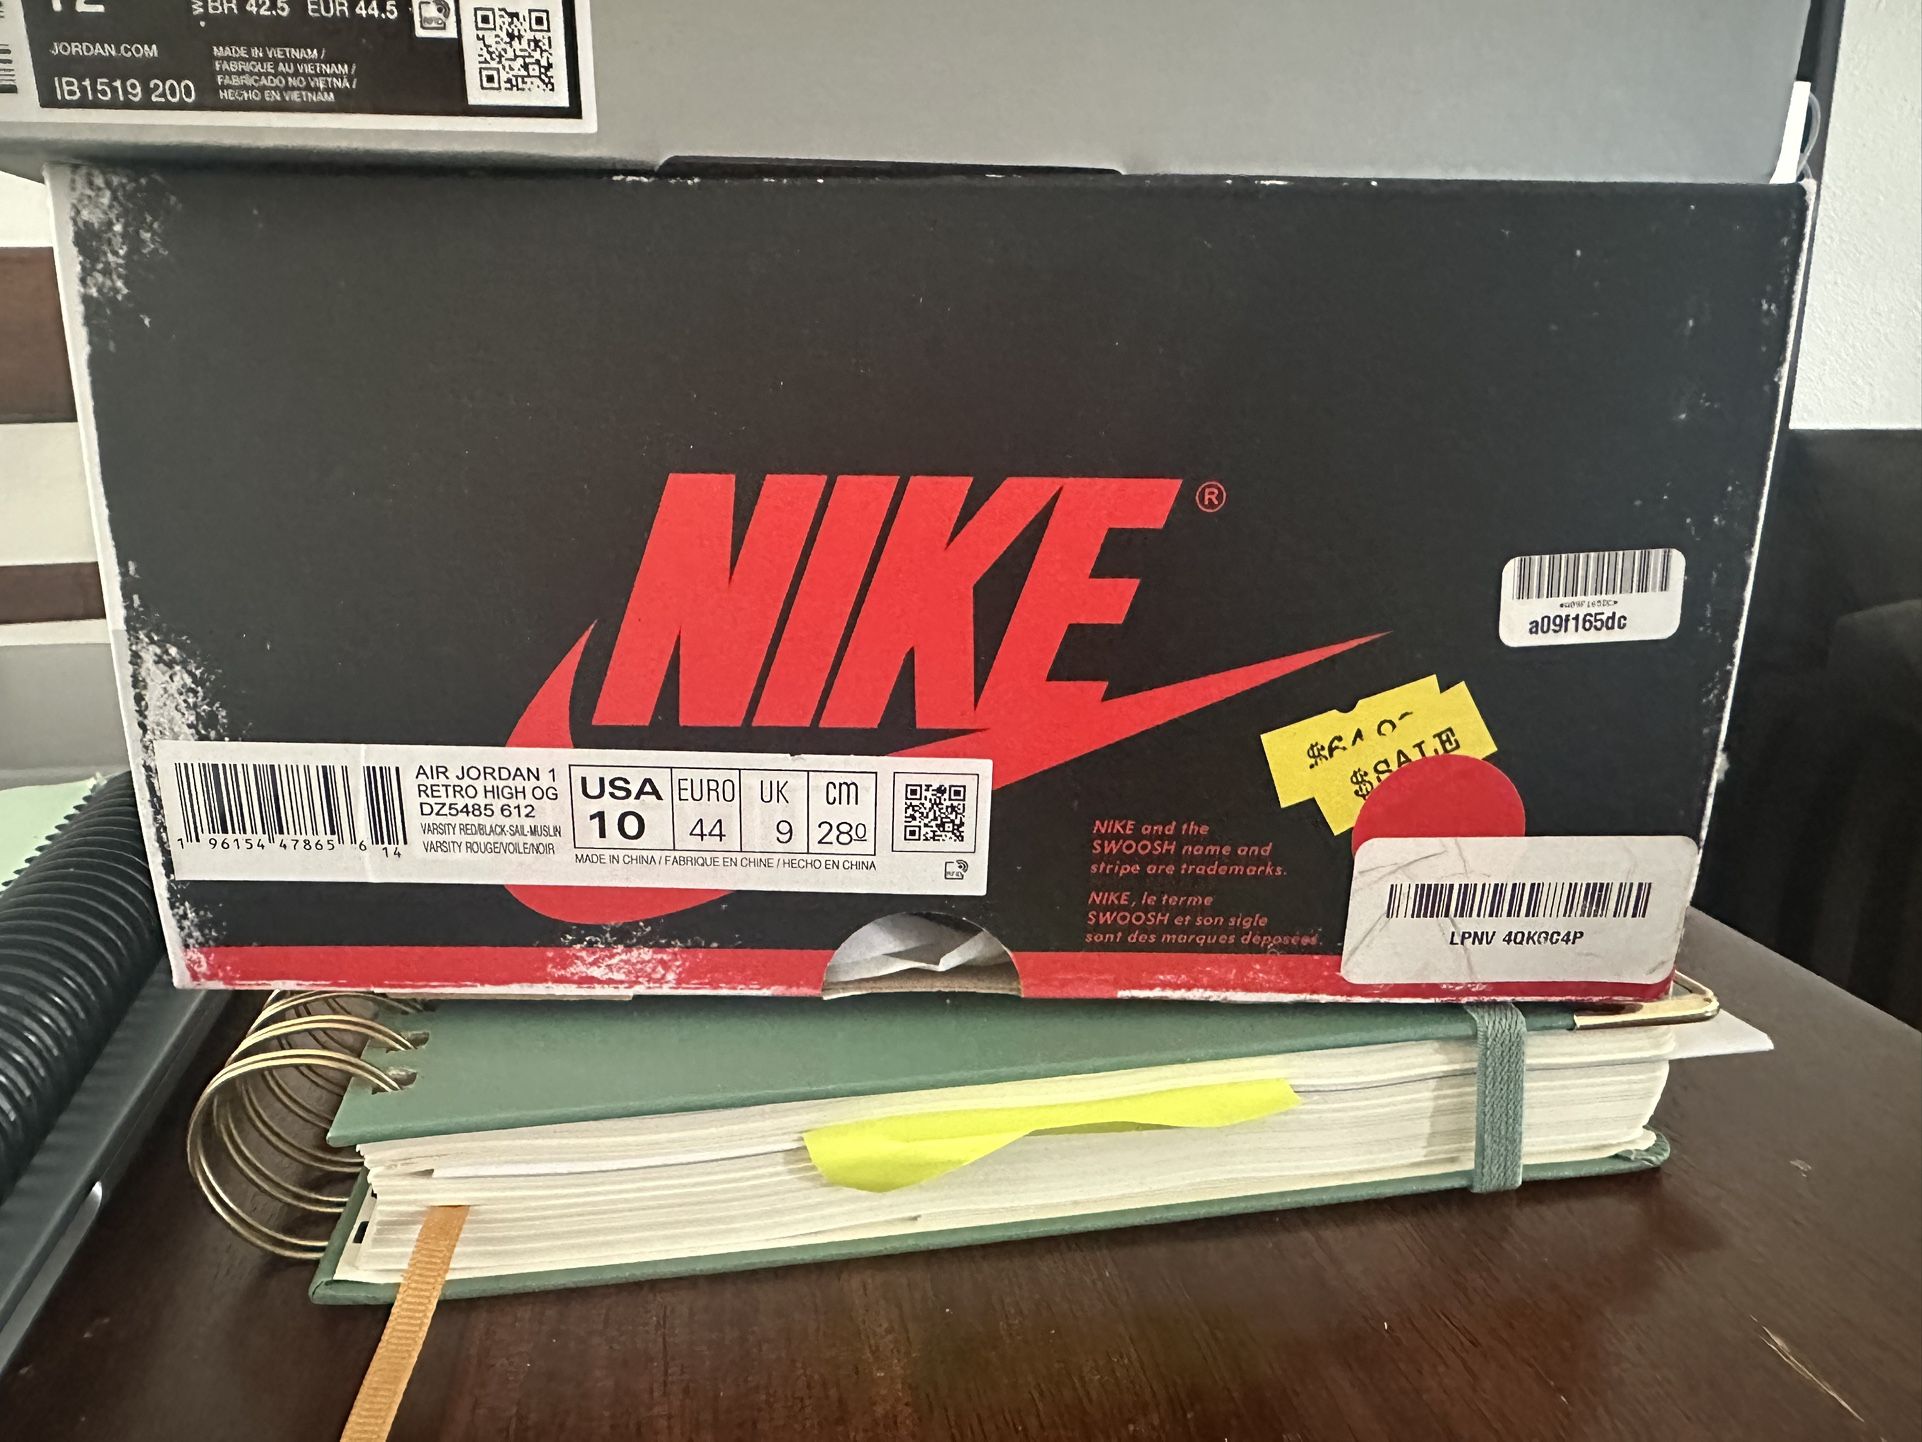 BR 42.5 EUR 44.5
JORDAN.COM
IB1519 200
MADE IN VIETNAM /
FABRIQUE AU VIETNAM /
FABRICADO NO VIETNÃ /
HECHO EN VIETNAM
NIKE®
a09f165dc
SALE
1 96154 47865 6 14
AIR JORDAN 1
RETRO HIGH OG
DZ5485 612
VARSITY RED/BLACK-SAIL-MUSLIN
VARSITY ROUGE/VOILE/NOIR
USA EURO UK cm
10 44 9 280
MADE IN CHINA / FABRIQUE EN CHINE / HECHO EN CHINA
NIKE and the
SWOOSH name and
stripe are trademarks.
NIKE, le terme
SWOOSH et son sigle
sont des marques déposées.
LPNV 4QKGC4P